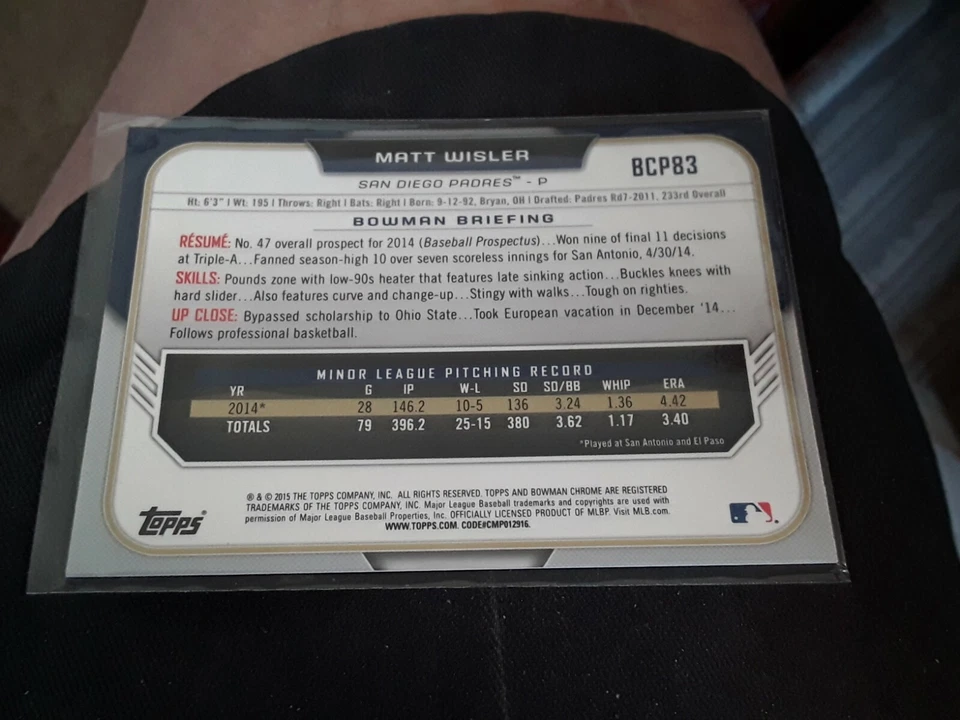 MATT WISLER
BCP83
SAN DIEGO PADRES™ - P
Ht: 6'3" | Wt: 195 | Throws: Right | Bats: Right | Born: 9-12-92, Bryan, OH | Drafted: Padres Rd7-2011, 233rd Overall
BOWMAN BRIEFING
RÉSUMÉ: No. 47 overall prospect for 2014 (Baseball Prospectus)...Won nine of final 11 decisions
at Triple-A...Fanned season-high 10 over seven scoreless innings for San Antonio, 4/30/14.
SKILLS: Pounds zone with low-90s heater that features late sinking action...Buckles knees with
hard slider...Also features curve and change-up...Stingy with walks...Tough on righties.
UP CLOSE: Bypassed scholarship to Ohio State...Took European vacation in December '14...
Follows professional basketball.
MINOR LEAGUE PITCHING RECORD
YR G IP W-L SO SO/BB WHIP ERA
2014* 28 146.2 10-5 136 3.24 1.36 4.42
TOTALS 79 396.2 25-15 380 3.62 1.17 3.40
*Played at San Antonio and El Paso
® & © 2015 THE TOPPS COMPANY, INC. ALL RIGHTS RESERVED. TOPPS AND BOWMAN CHROME ARE REGISTERED
TRADEMARKS OF THE TOPPS COMPANY, INC. Major League Baseball trademarks and copyrights are used with
permission of Major League Baseball Properties, Inc. OFFICIALLY LICENSED PRODUCT OF MLBP. Visit MLB.com.
WWW.TOPPS.COM. CODE#CMP012916.
Topps®